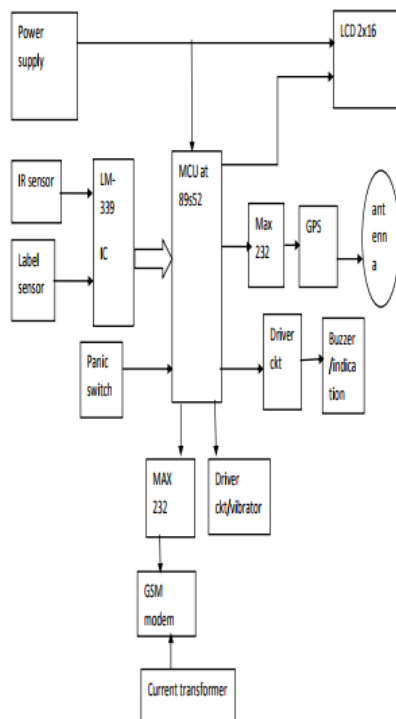 Power
supply
LCD 2x16
IR sensor
LM-
339
IC
MCU at
89s52
Label
sensor
Max
232
GPS
ant
enn
a
Panic
switch
Driver
ckt
Buzzer
/indica
tion
MAX
232
Driver
ckt/vibrator
GSM
modem
Current transformer